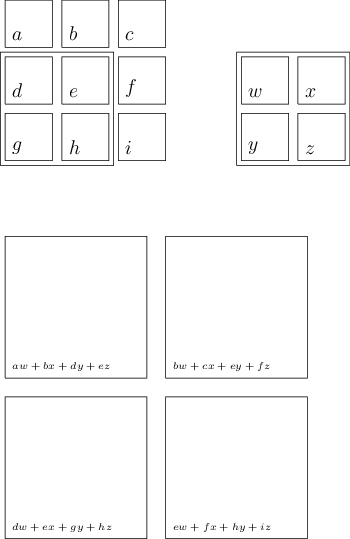 a b c
d e f w x
g h i y z
aw + bx + dy + ez bw + cx + ey + fz
dw + ex + gy + hz ew + fx + hy + iz